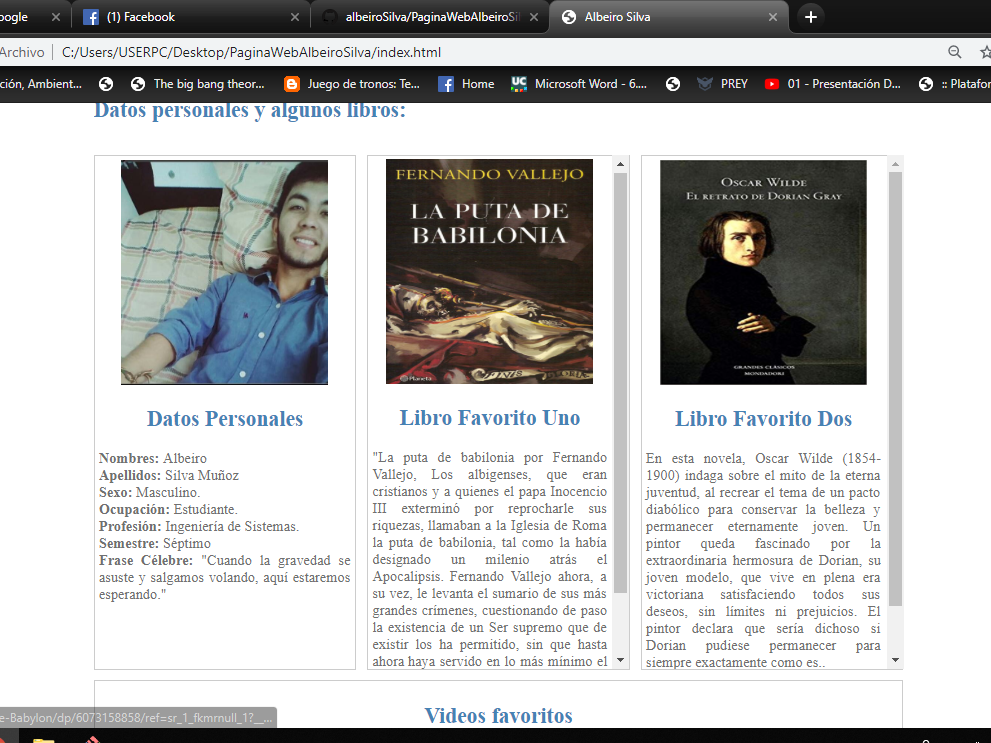 ogle
(1) Facebook
albeiroSilva/PaginaWebAlbeiroSil
Albeiro Silva
Archivo
C:/Users/USERPC/Desktop/PaginaWebAlbeiroSilva/index.html
ción, Ambient...
The big bang theor...
Juego de tronos: Te...
Home
UC
Microsoft Word - 6....
PREY
01 - Presentación D...
:: Platafor
Datos personales y algunos libros:
FERNANDO VALLEJO
LA PUTA DE
BABILONIA
Planeta
OSCAR WILDE
EL RETRATO DE DORIAN GRAY
GRANDES CLÁSICOS
MONDADORI
Datos Personales
Nombres: Albeiro
Apellidos: Silva Muñoz
Sexo: Masculino.
Ocupación: Estudiante.
Profesión: Ingeniería de Sistemas.
Semestre: Séptimo
Frase Célebre: "Cuando la gravedad se
asuste y salgamos volando, aquí estaremos
esperando."
Libro Favorito Uno
"La puta de babilonia por Fernando
Vallejo, Los albigenses, que eran
cristianos y a quienes el papa Inocencio
III exterminó por reprocharle sus
riquezas, llamaban a la Iglesia de Roma
la puta de babilonia, tal como la había
designado un milenio atrás el
Apocalipsis. Fernando Vallejo ahora, a
su vez, le levanta el sumario de sus más
grandes crímenes, cuestionando de paso
la existencia de un Ser supremo que de
existir los ha permitido, sin que hasta
ahora haya servido en lo más mínimo el
Libro Favorito Dos
En esta novela, Oscar Wilde (1854-
1900) indaga sobre el mito de la eterna
juventud, al recrear el tema de un pacto
diabólico para conservar la belleza y
permanecer eternamente joven. Un
pintor queda fascinado por la
extraordinaria hermosura de Dorian, su
joven modelo, que vive en plena era
victoriana satisfaciendo todos sus
deseos, sin límites ni prejuicios. El
pintor declara que sería dichoso si
Dorian pudiese permanecer para
siempre exactamente como es..
Videos favoritos
e-Babylon/dp/6073158858/ref=sr_1_fkmrnull_1?__...